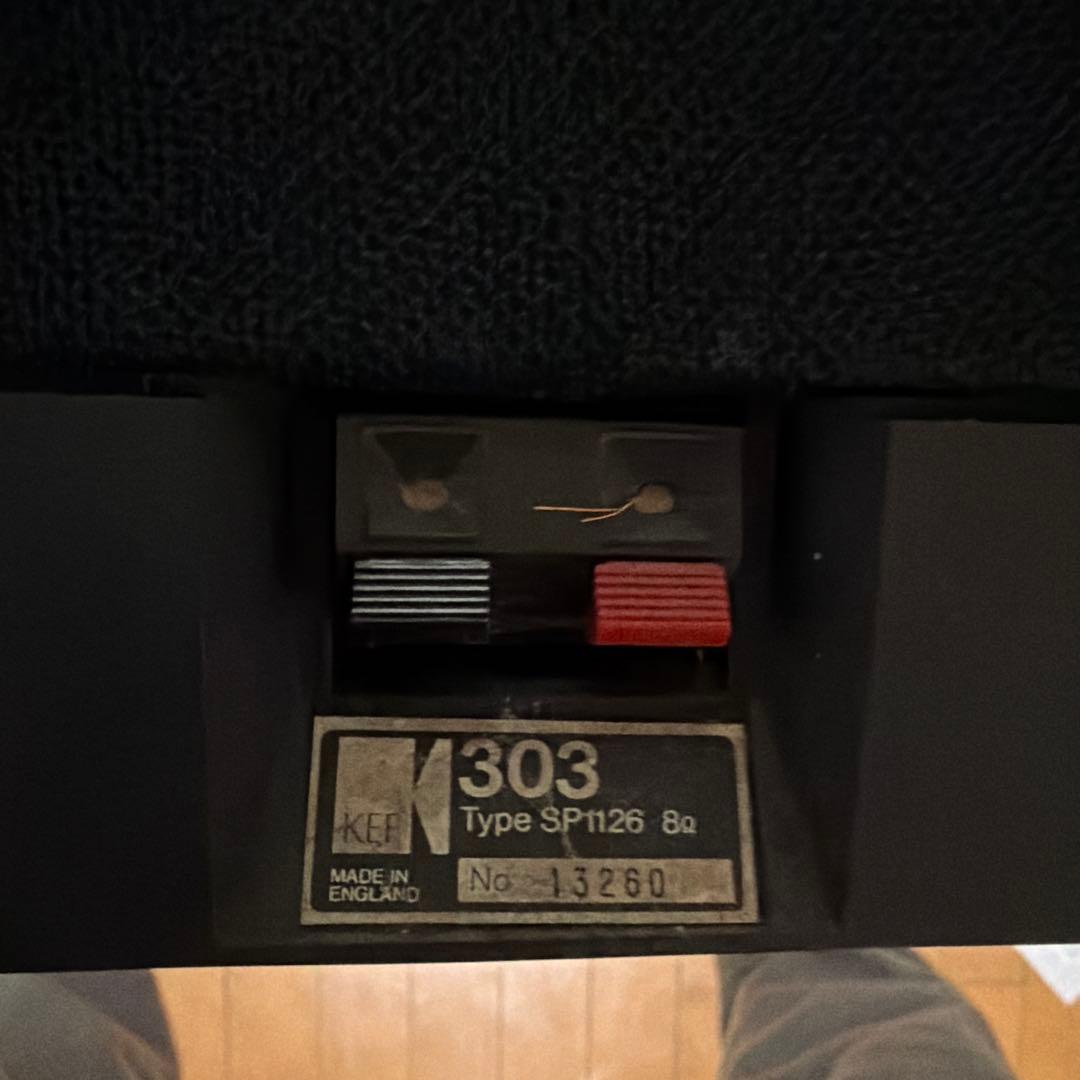 303
KEF
Type SP1126 8Ω
MADE IN
ENGLAND
No 13260